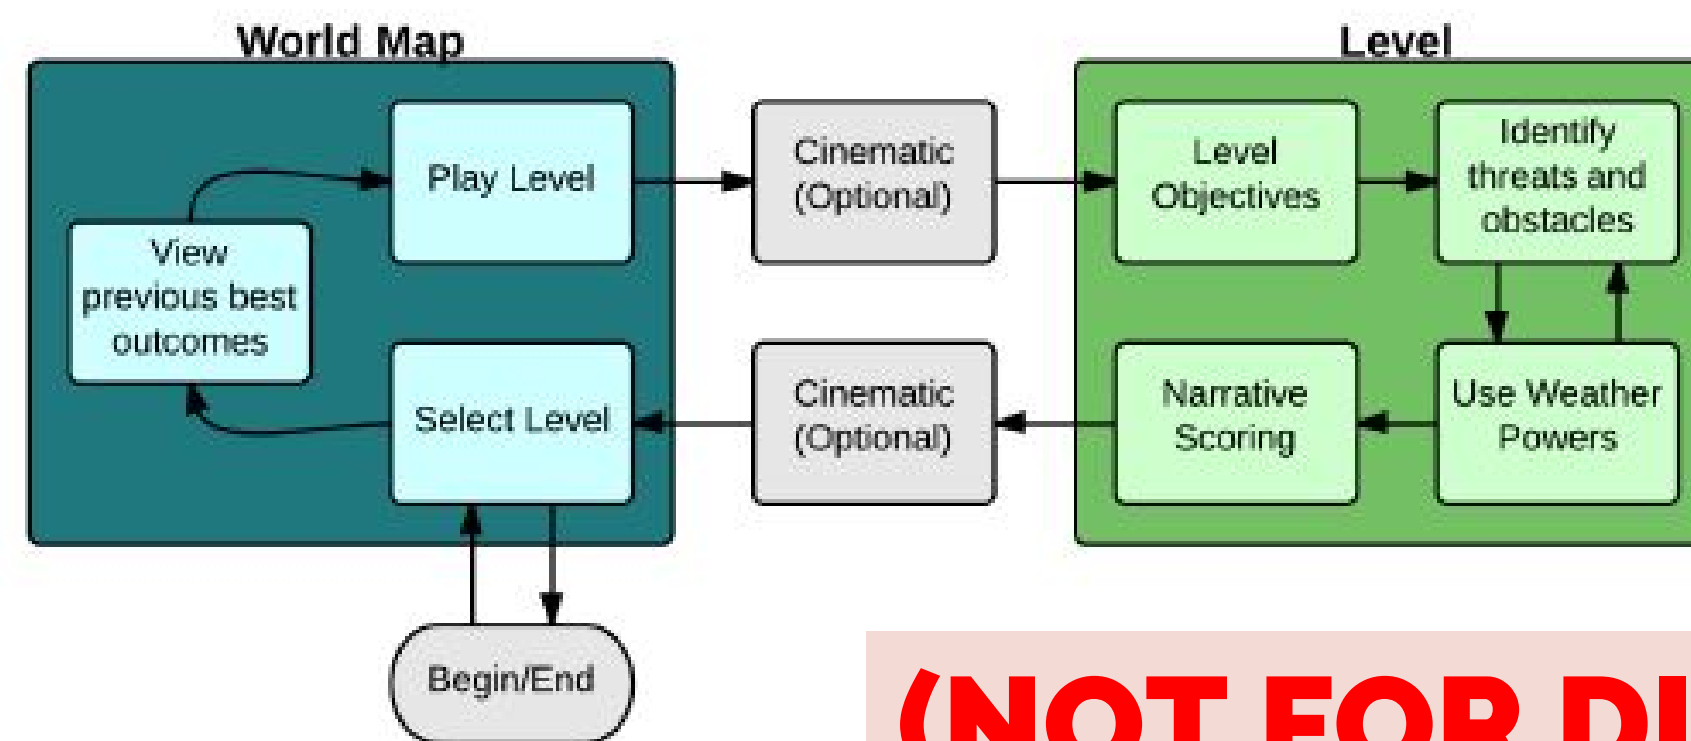 World Map
Level
Play Level
Cinematic
(Optional)
Level
Objectives
Identify
threats and
obstacles
View
previous best
outcomes
Select Level
Cinematic
(Optional)
Narrative
Scoring
Use Weather
Powers
Begin/End
(NOT FOR